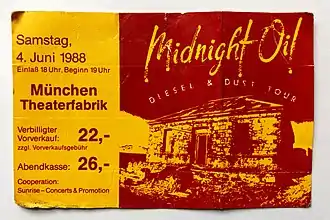 Samstag,
4. Juni 1988
Einlaß 18 Uhr, Beginn 19 Uhr
München
Theaterfabrik
Verbilligter
Vorverkauf: 22,-
zzgl. Vorverkaufsgebühr
Abendkasse: 26,-
Cooperation:
Sunrise – Concerts & Promotion
Midnight Oil
DIESEL & DUST TOUR